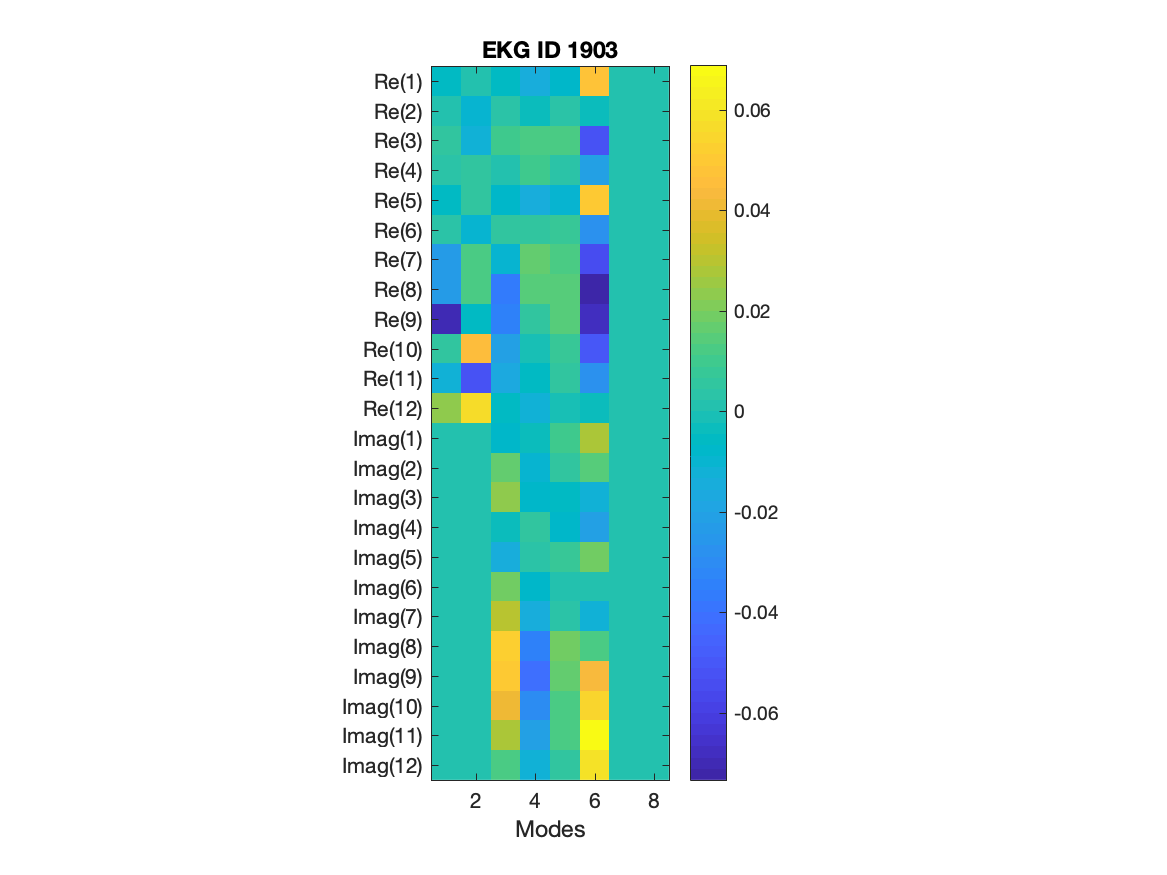 EKG ID 1903
Re(1)
Re(2)
Re(3)
Re(4)
Re(5)
Re(6)
Re(7)
Re(8)
Re(9)
Re(10)
Re(11)
Re(12)
Imag(1)
Imag(2)
Imag(3)
Imag(4)
Imag(5)
Imag(6)
Imag(7)
Imag(8)
Imag(9)
Imag(10)
Imag(11)
Imag(12)
2 4 6 8
Modes
0.06
0.04
0.02
0
-0.02
-0.04
-0.06